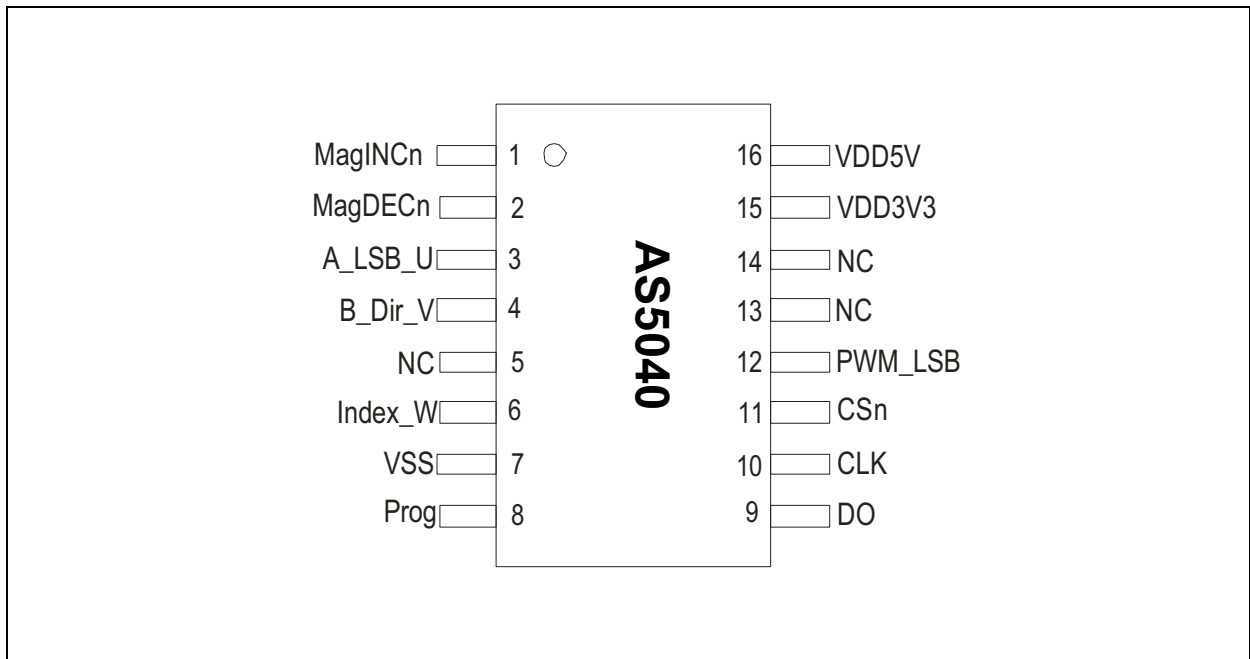 MagINCn 1 16 VDD5V
MagDECn 2 15 VDD3V3
A_LSB_U 3 14 NC
B_Dir_V 4 13 NC
NC 5 12 PWM_LSB
Index_W 6 11 CSn
VSS 7 10 CLK
Prog 8 9 DO
AS5040